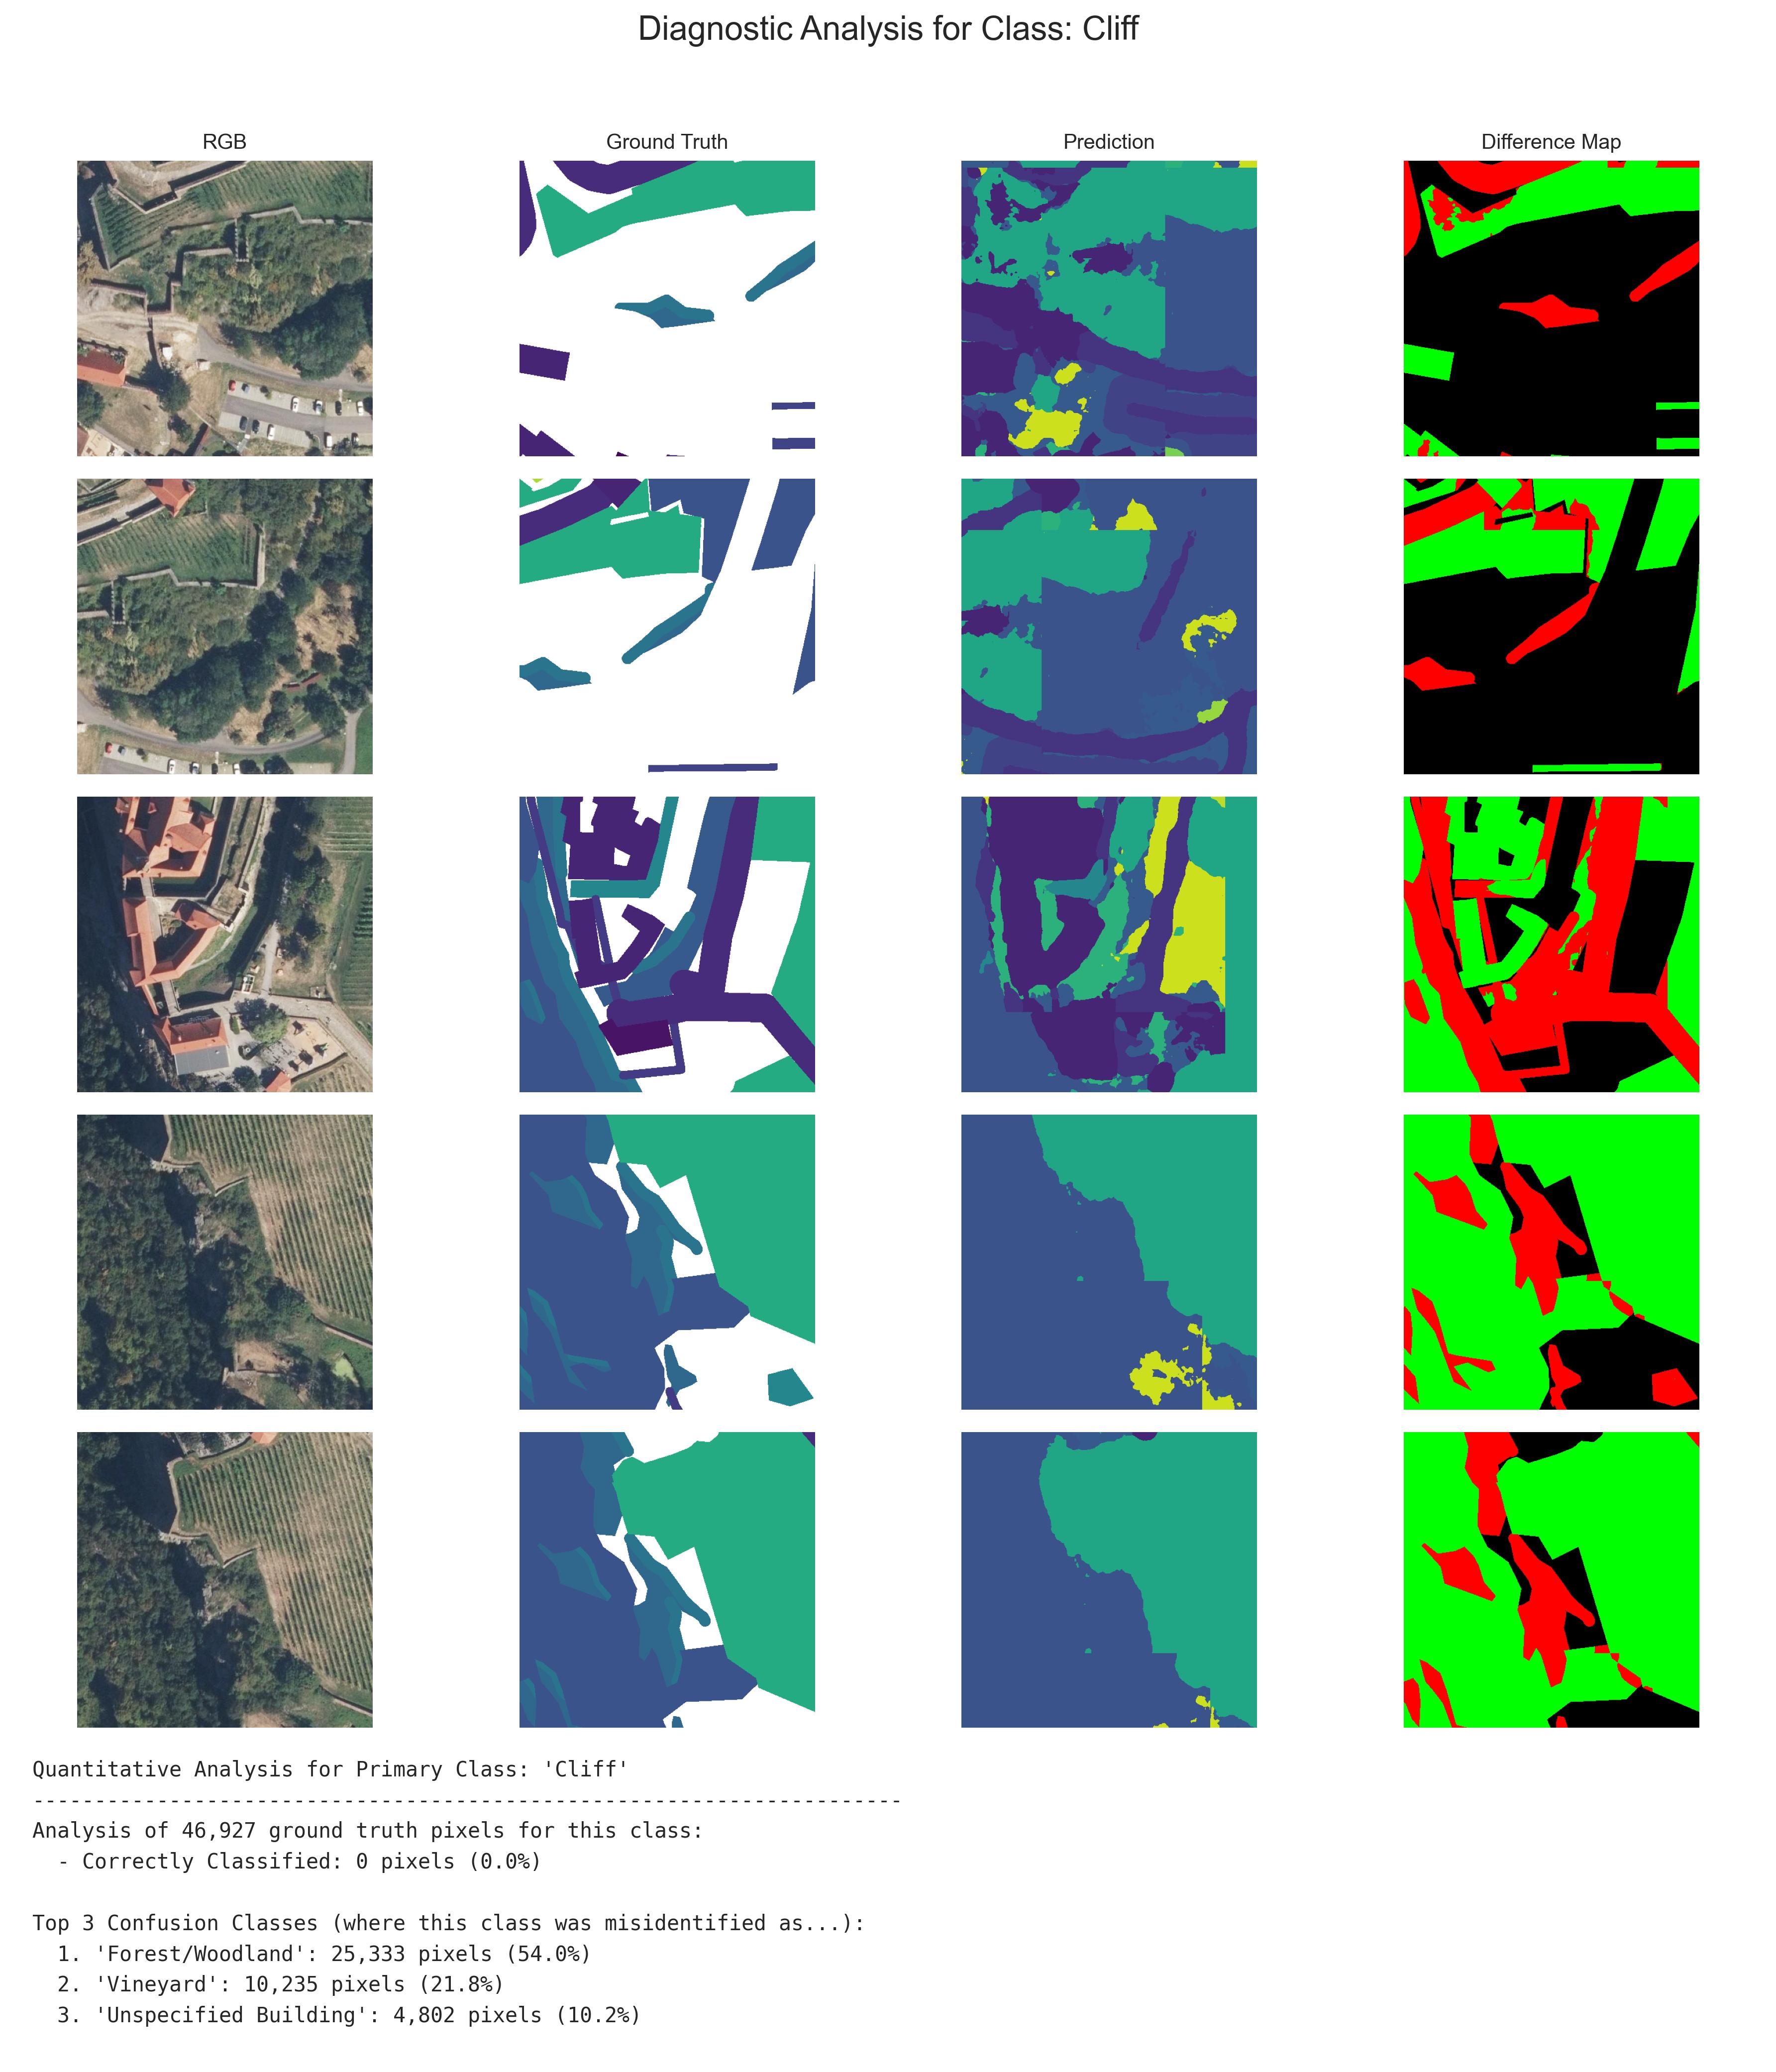 Diagnostic Analysis for Class: Cliff
RGB
Ground Truth
Prediction
Difference Map
Quantitative Analysis for Primary Class: 'Cliff'
----------------------------------------------------------------------
Analysis of 46,927 ground truth pixels for this class:
- Correctly Classified: 0 pixels (0.0%)
Top 3 Confusion Classes (where this class was misidentified as...):
1. 'Forest/Woodland': 25,333 pixels (54.0%)
2. 'Vineyard': 10,235 pixels (21.8%)
3. 'Unspecified Building': 4,802 pixels (10.2%)